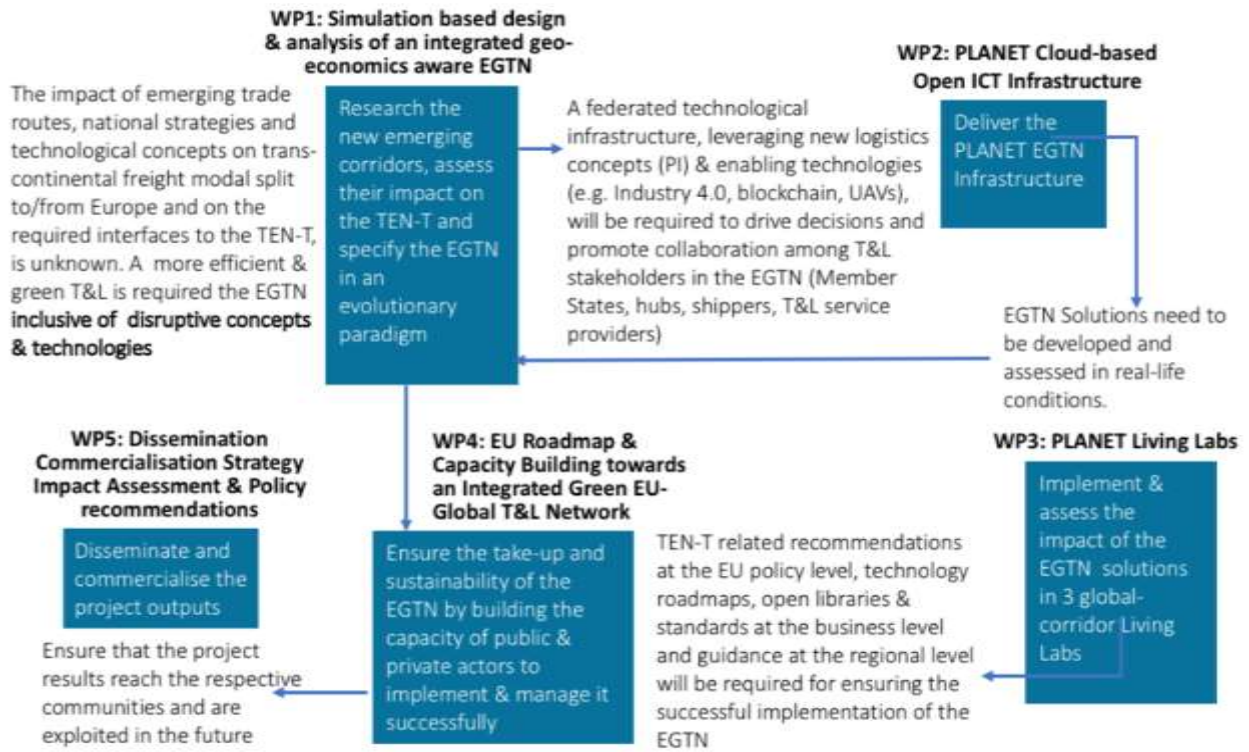 WP1: Simulation based design
& analysis of an integrated geo-
economics aware EGTN
The impact of emerging trade
routes, national strategies and
technological concepts on trans-
continental freight modal split
to/from Europe and on the
required interfaces to the TEN-T,
is unknown. A more efficient &
green T&L is required the EGTN
inclusive of disruptive concepts
& technologies
Research the
new emerging
corridors, assess
their impact on
the TEN-T and
specify the EGTN
in an
evolutionary
paradigm
A federated technological
infrastructure, leveraging new logistics
concepts (PI) & enabling technologies
(e.g. Industry 4.0, blockchain, UAVs),
will be required to drive decisions and
promote collaboration among T&L
stakeholders in the EGTN (Member
States, hubs, shippers, T&L service
providers)
WP2: PLANET Cloud-based
Open ICT Infrastructure
Deliver the
PLANET EGTN
Infrastructure
EGTN Solutions need to
be developed and
assessed in real-life
conditions.
WP3: PLANET Living Labs
Implement &
assess the
impact of the
EGTN solutions
in 3 global-
corridor Living
Labs
TEN-T related recommendations
at the EU policy level, technology
roadmaps, open libraries &
standards at the business level
and guidance at the regional level
will be required for ensuring the
successful implementation of the
EGTN
WP4: EU Roadmap &
Capacity Building towards
an Integrated Green EU-
Global T&L Network
Ensure the take-up and
sustainability of the
EGTN by building the
capacity of public &
private actors to
implement & manage it
successfully
WP5: Dissemination
Commercialisation Strategy
Impact Assessment & Policy
recommendations
Disseminate and
commercialise the
project outputs
Ensure that the project
results reach the respective
communities and are
exploited in the future